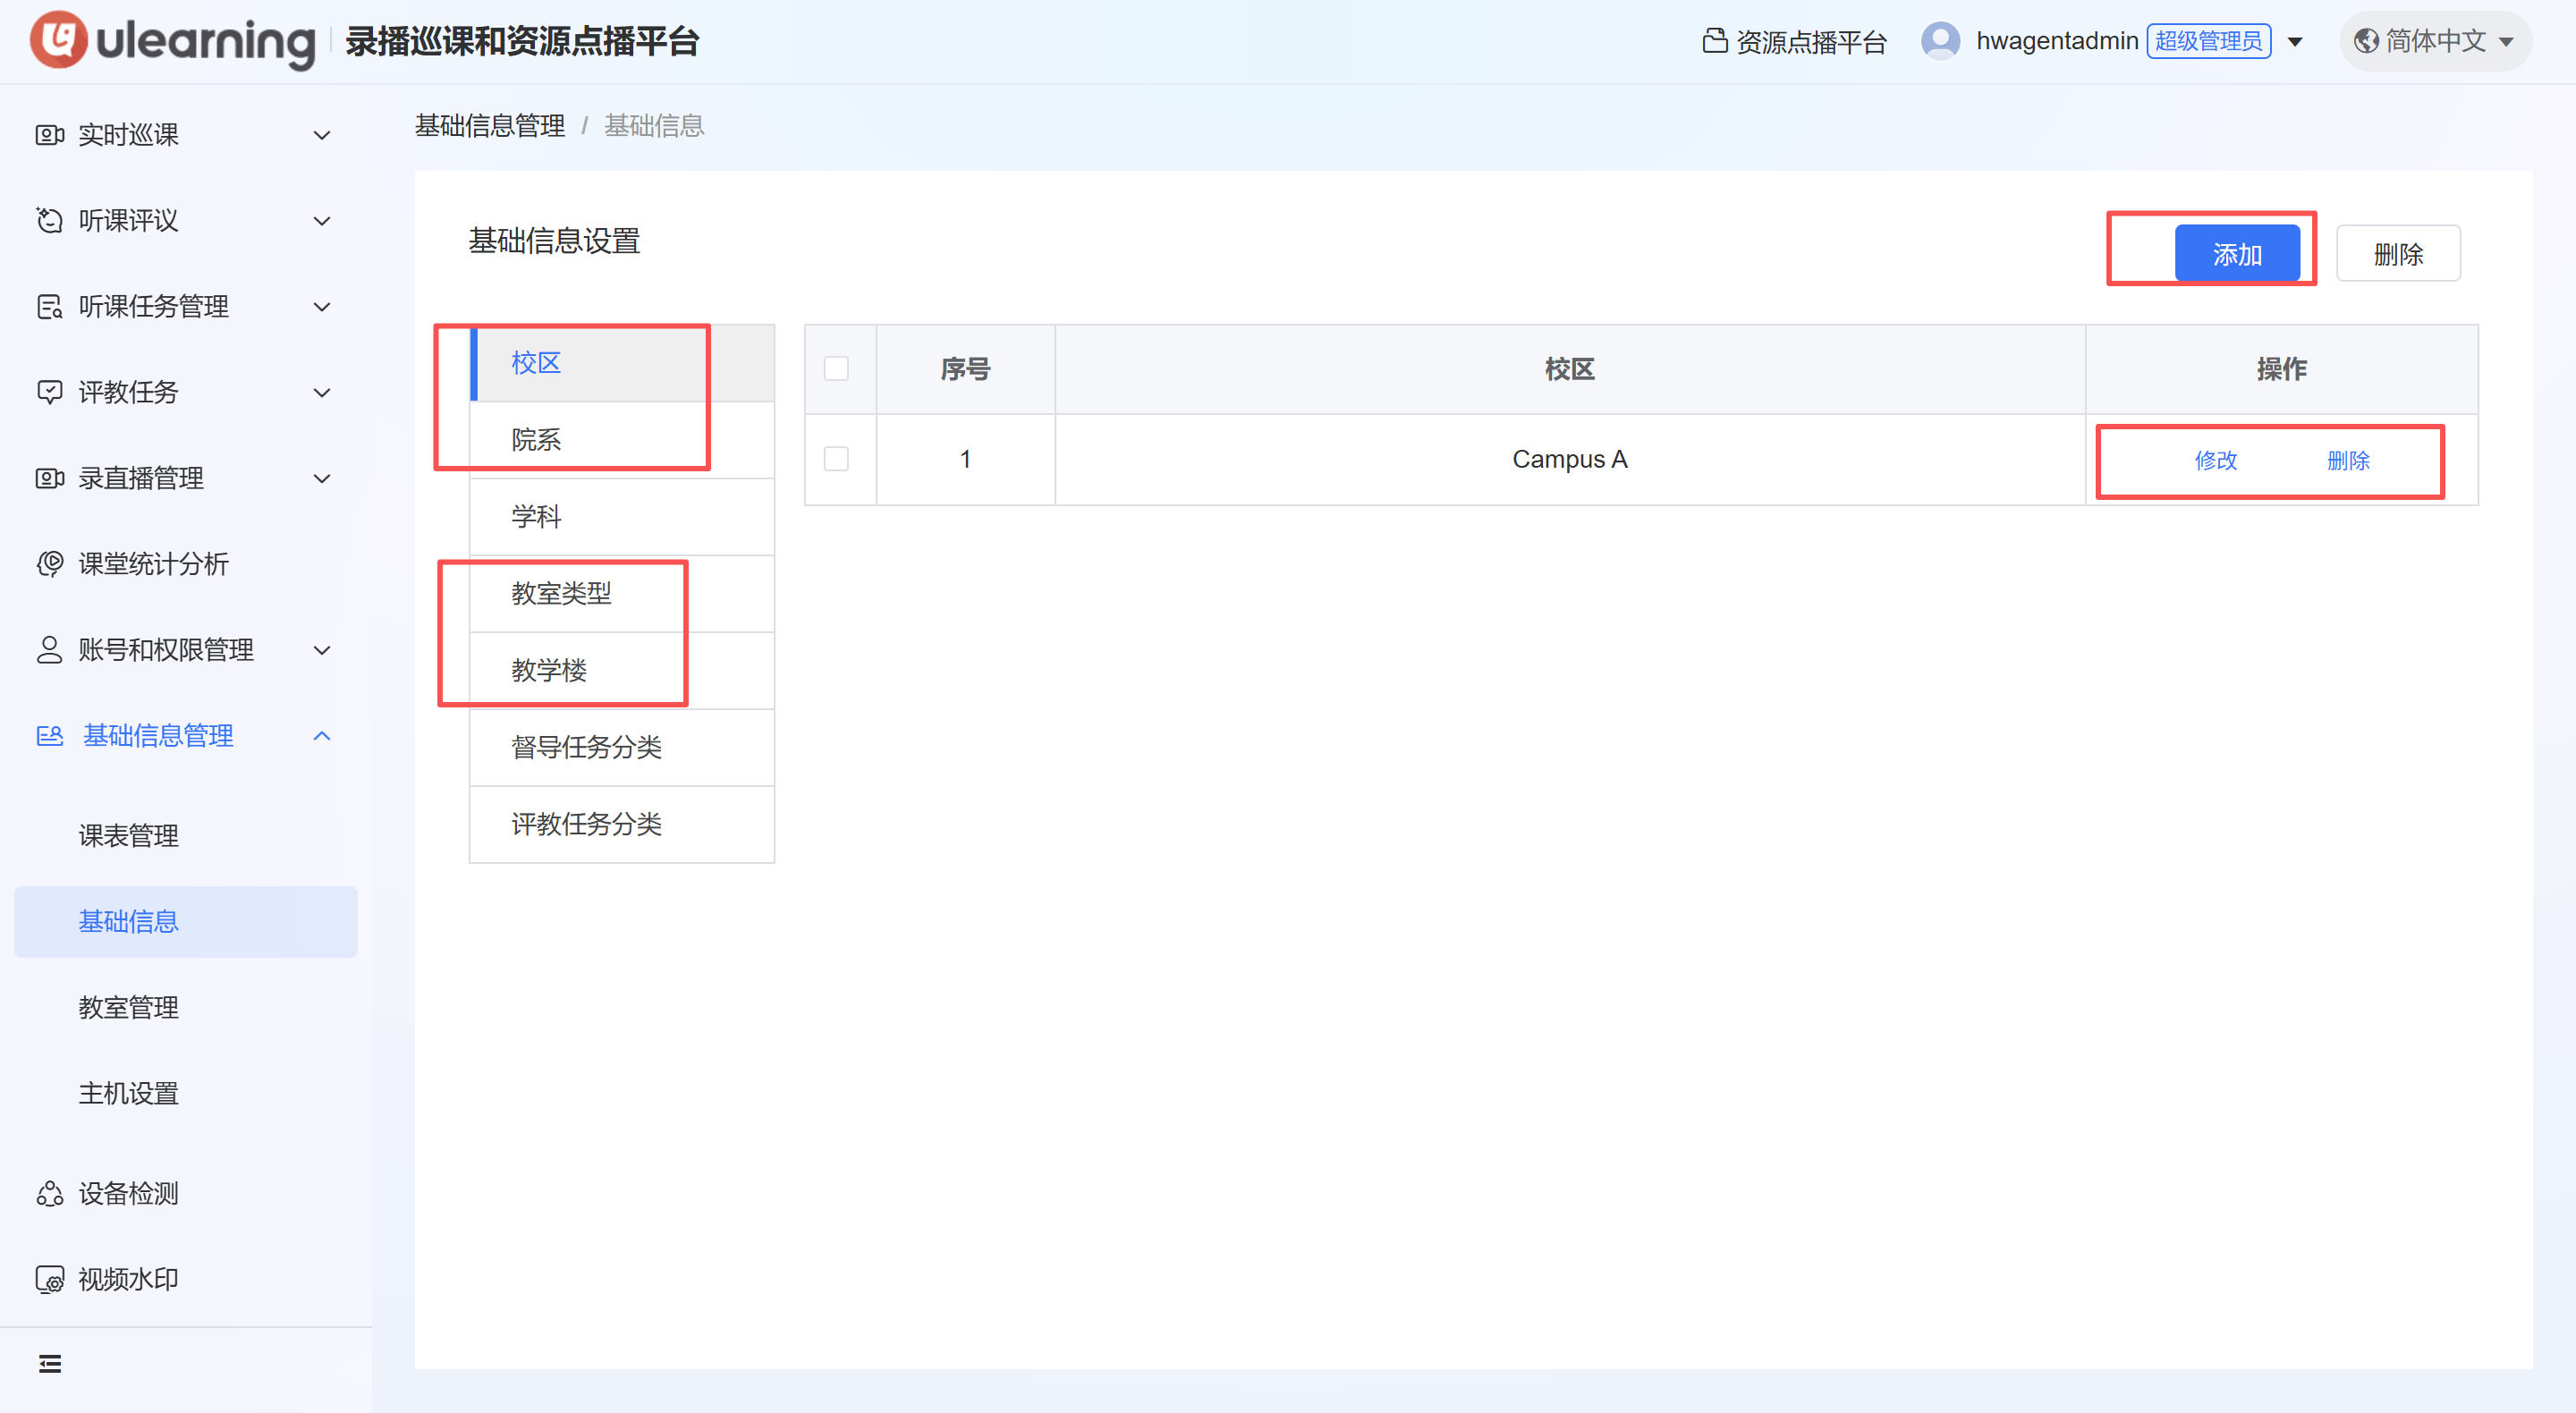 ulearning 录播巡课和资源点播平台
资源点播平台 hwagentadmin 超级管理员 简体中文
实时巡课
听课评议
听课任务管理
评教任务
录直播管理
课堂统计分析
账号和权限管理
基础信息管理
课表管理
基础信息
教室管理
主机设置
设备检测
视频水印
基础信息管理 / 基础信息
基础信息设置
添加 删除
校区
院系
学科
教室类型
教学楼
督导任务分类
评教任务分类
序号 校区 操作
1 Campus A 修改 删除